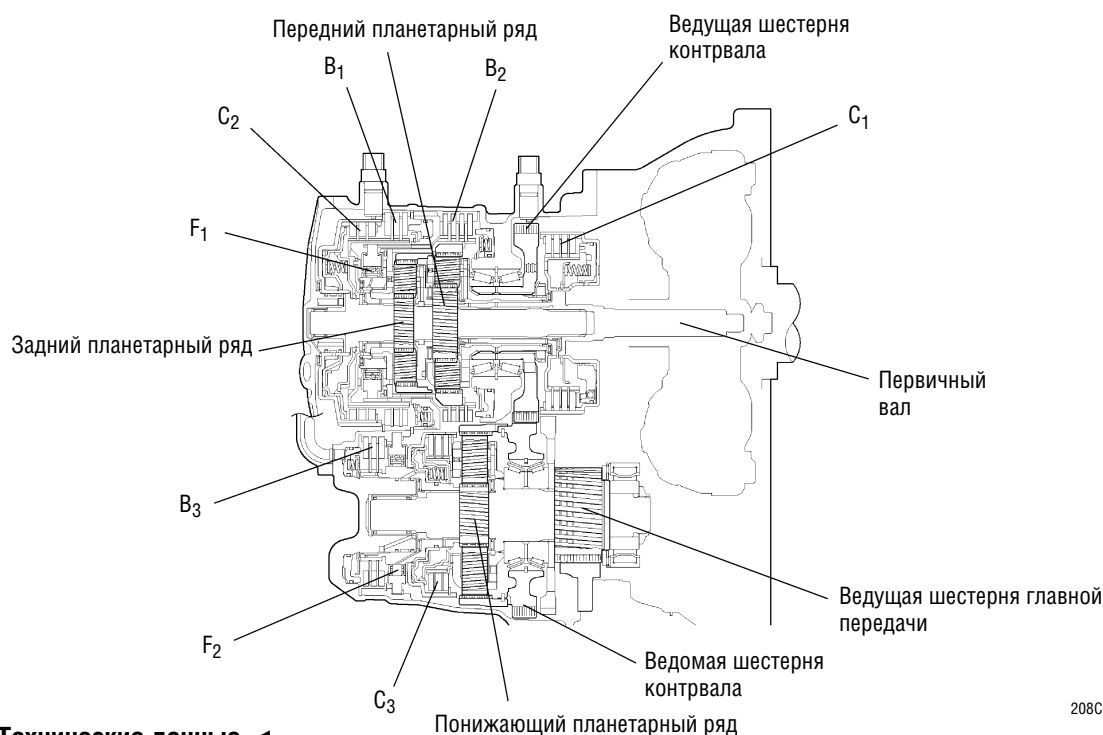 Передний планетарный ряд
Ведущая шестерня
контрвала
B1
B2
C2
C1
F1
Задний планетарный ряд
Первичный
вал
B3
Ведущая шестерня главной
передачи
F2
Ведомая шестерня
контрвала
C3
Понижающий планетарный ряд
208C